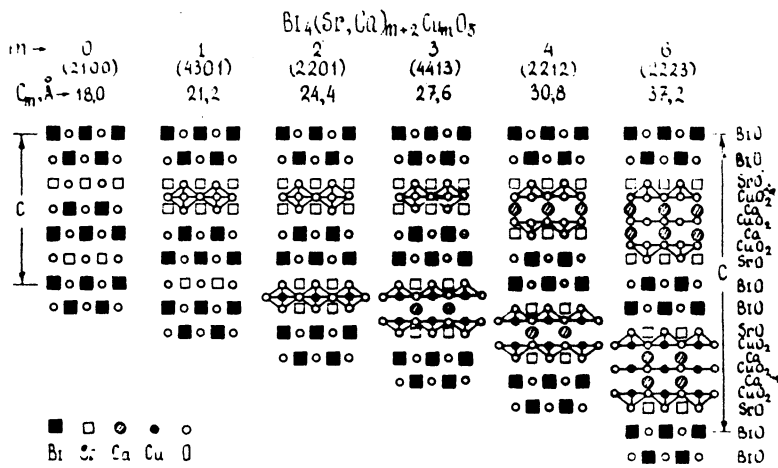 Bi₄(Sr,Ca)ₘ₊₂CuₘO₅
m → 0 1 2 3 4 6
(2100) (4301) (2201) (4413) (2212) (2223)
Cₘ,Å→ 18,0 21,2 24,4 27,6 30,8 37,2
BiO
BiO
SrO
CuO₂
Ca
CuO₂
Ca
CuO₂
SrO
BiO
BiO
SrO
CuO₂
Ca
CuO₂
Ca
CuO₂
SrO
BiO
BiO
C
C
Bi Sr Ca Cu O